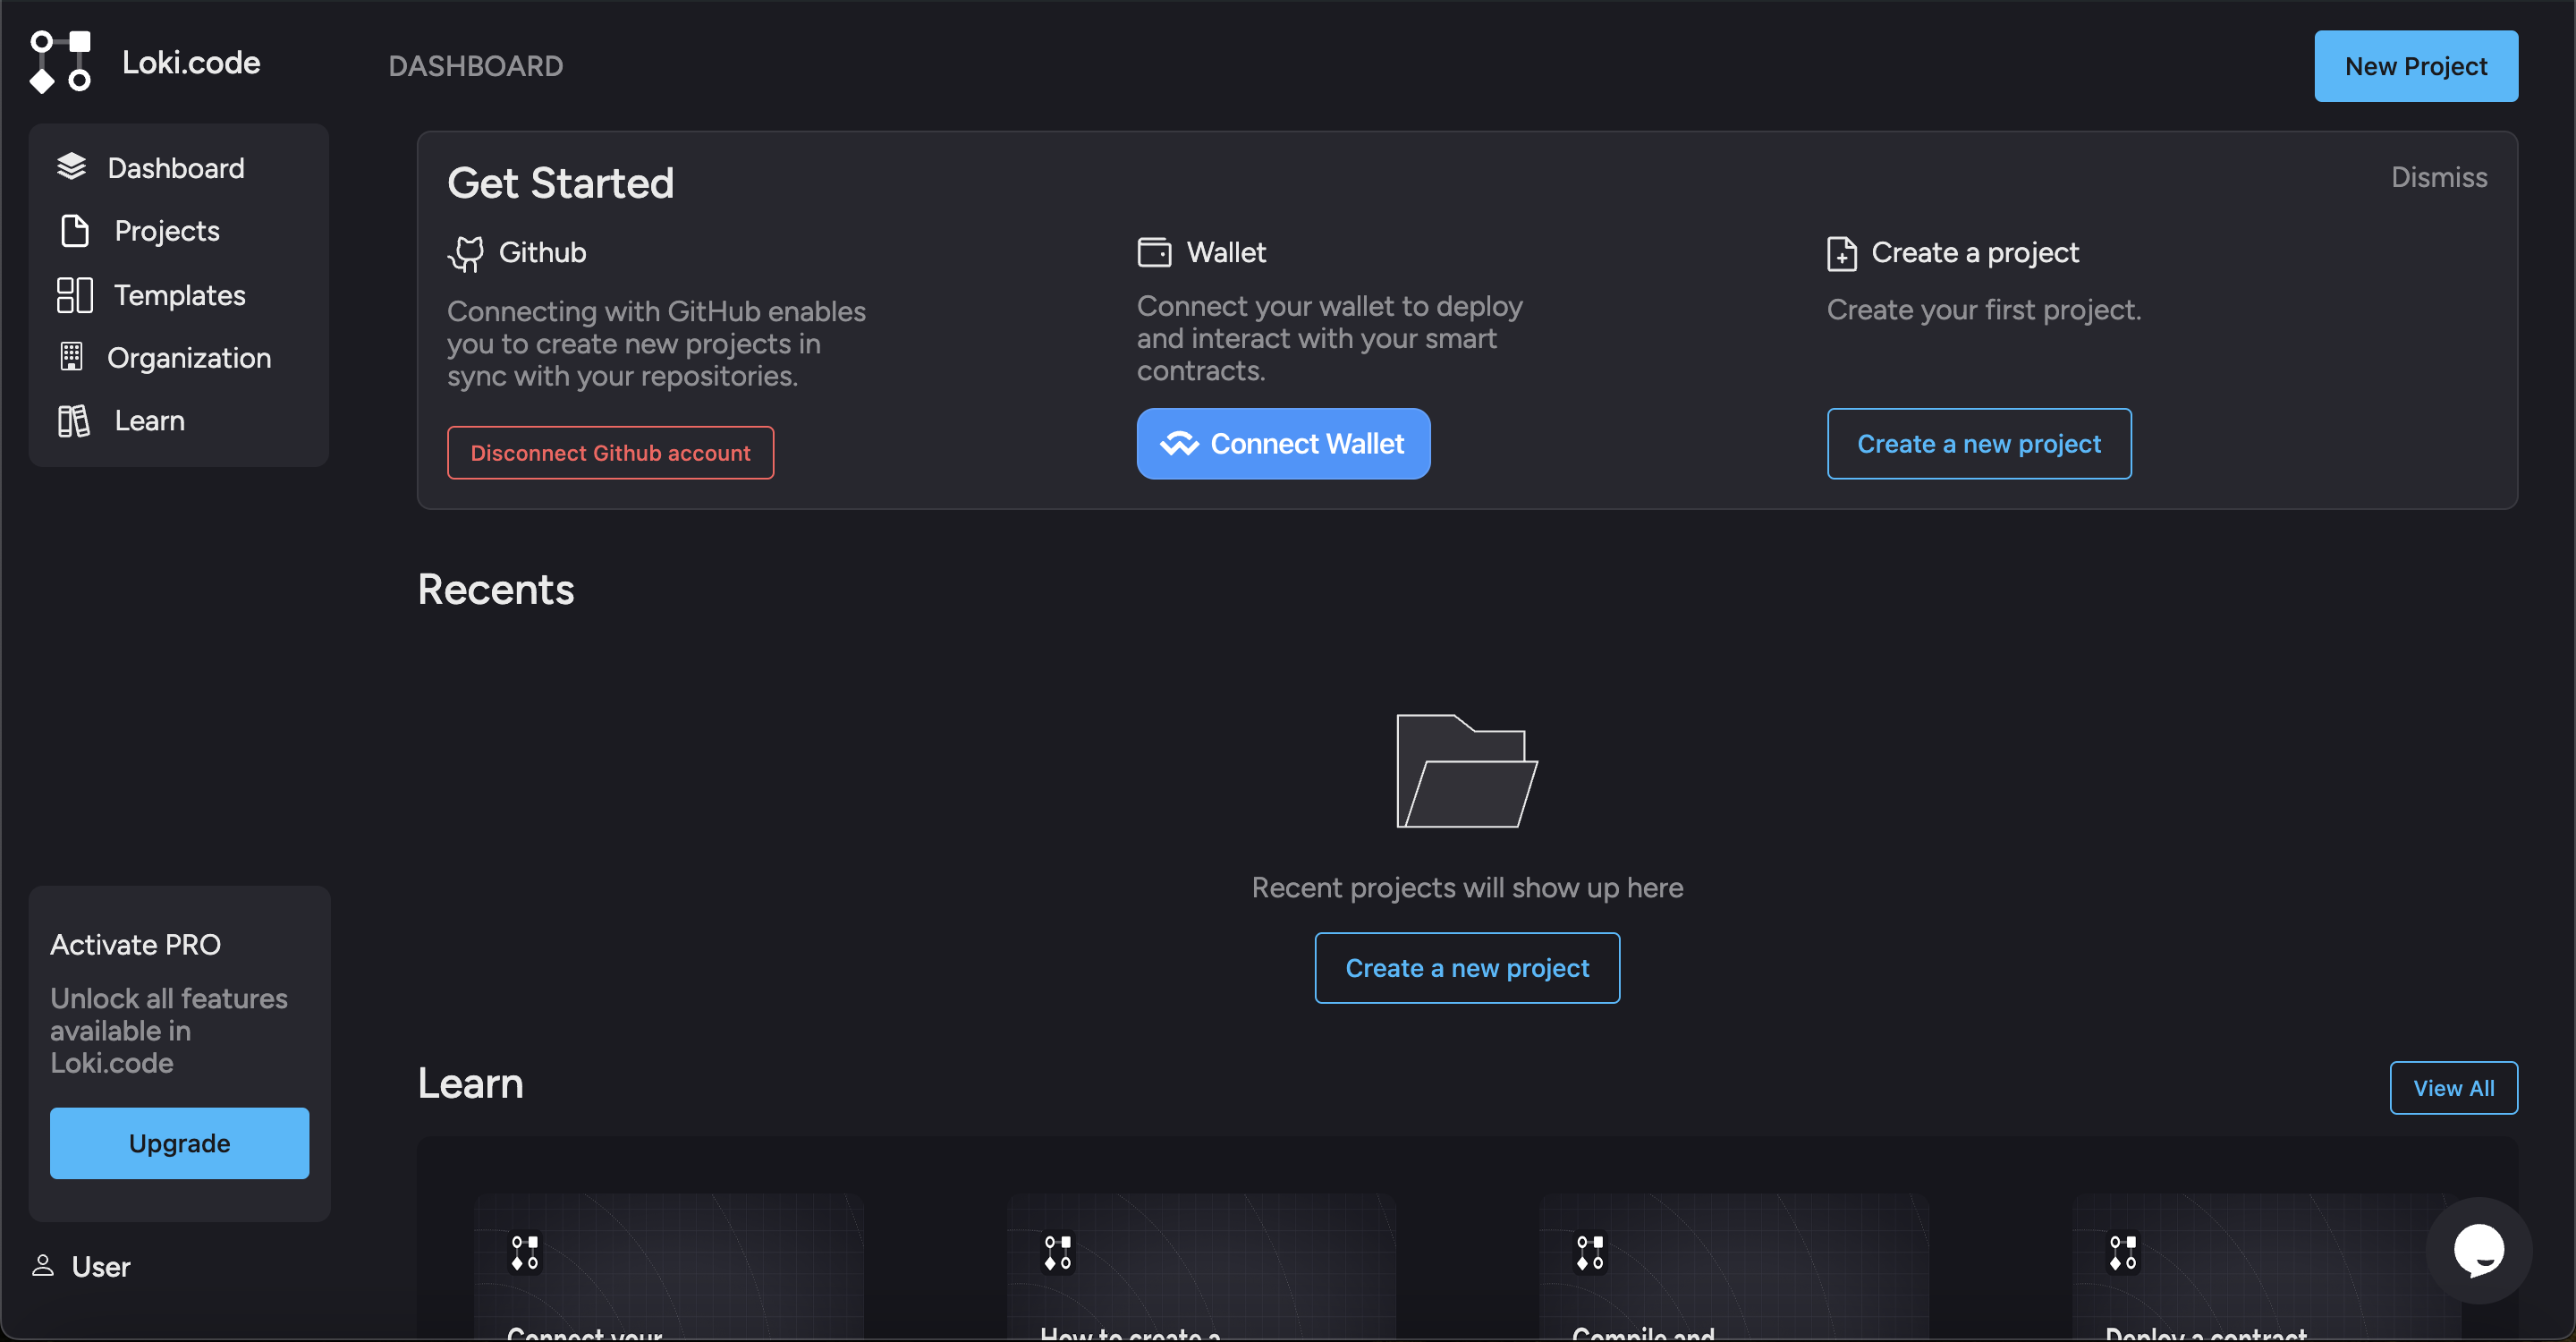 Loki.code
DASHBOARD
New Project
Dashboard
Projects
Templates
Organization
Learn
Get Started
Dismiss
Github
Connecting with GitHub enables
you to create new projects in
sync with your repositories.
Disconnect Github account
Wallet
Connect your wallet to deploy
and interact with your smart
contracts.
Connect Wallet
Create a project
Create your first project.
Create a new project
Recents
Recent projects will show up here
Create a new project
Activate PRO
Unlock all features
available in
Loki.code
Upgrade
User
Learn
View All
Connect your
How to create a
Compile and
Deploy a contract